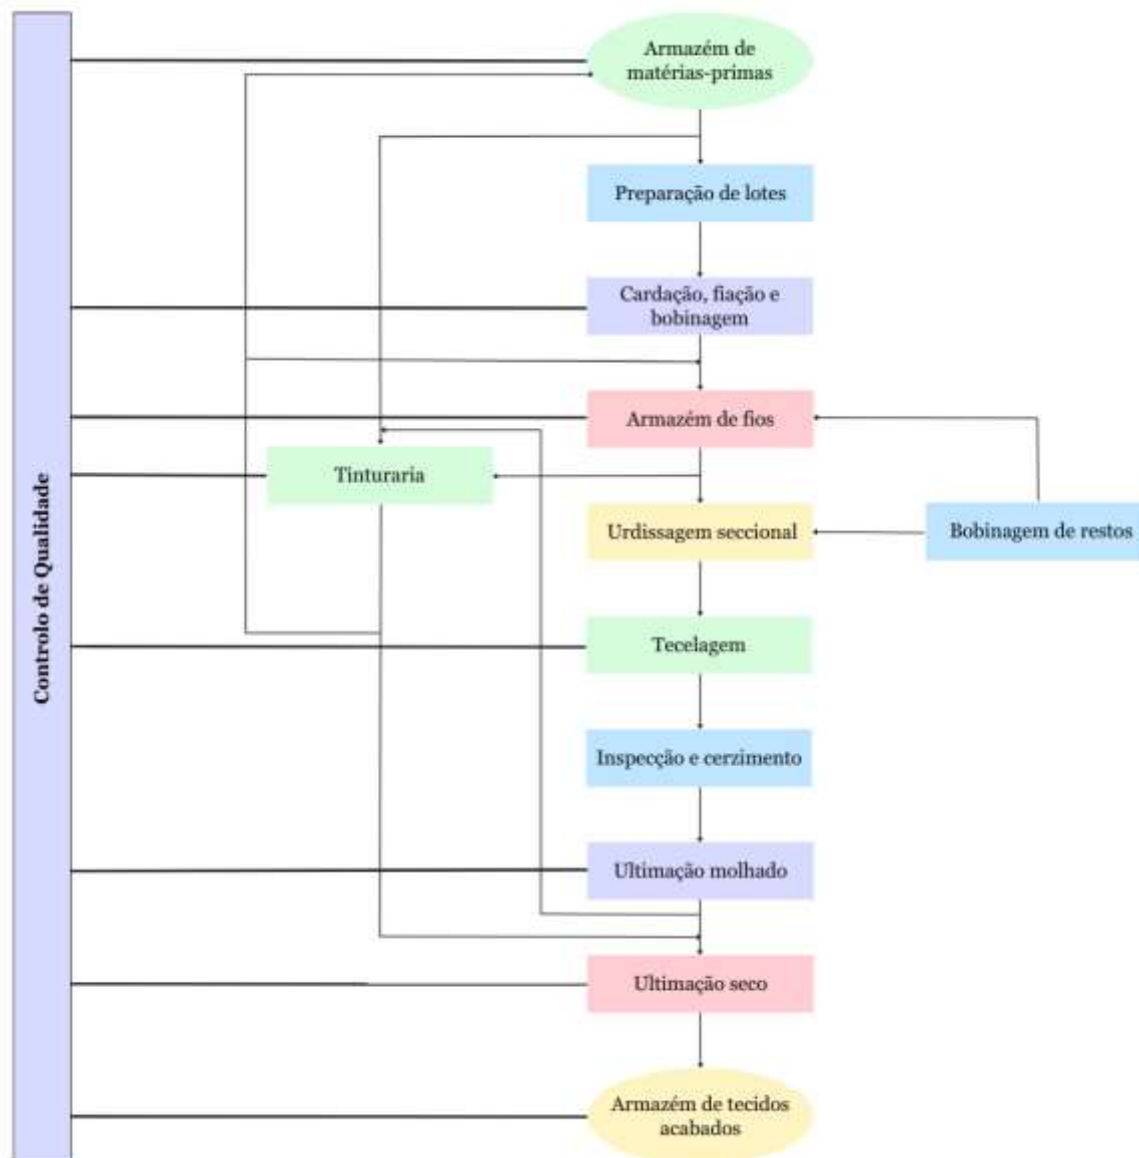 Controlo de Qualidade
Armazém de
matérias-primas
Preparação de lotes
Cardação, fiação e
bobinagem
Armazém de fios
Tinturaria
Urdissagem seccional
Bobinagem de restos
Tecelagem
Inspecção e cerzimento
Ultimação molhado
Ultimação seco
Armazém de tecidos
acabados